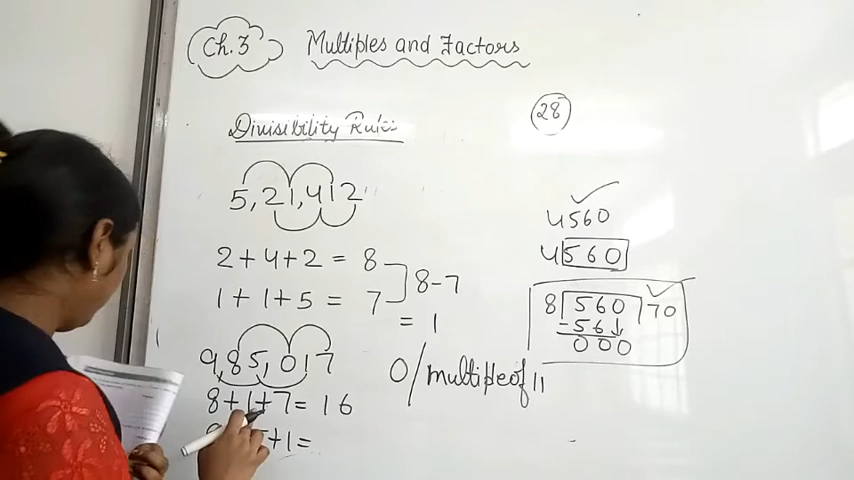 Ch. 3
Multiples and Factors
Divisibility Rules
28
5,21,412
2+4+2 = 8
1+1+5 = 7
8-7
= 1
9,85,017
8+1+7= 16
+1=
0/multiple of 11
4560
4560
8 560 70
-56↓
000